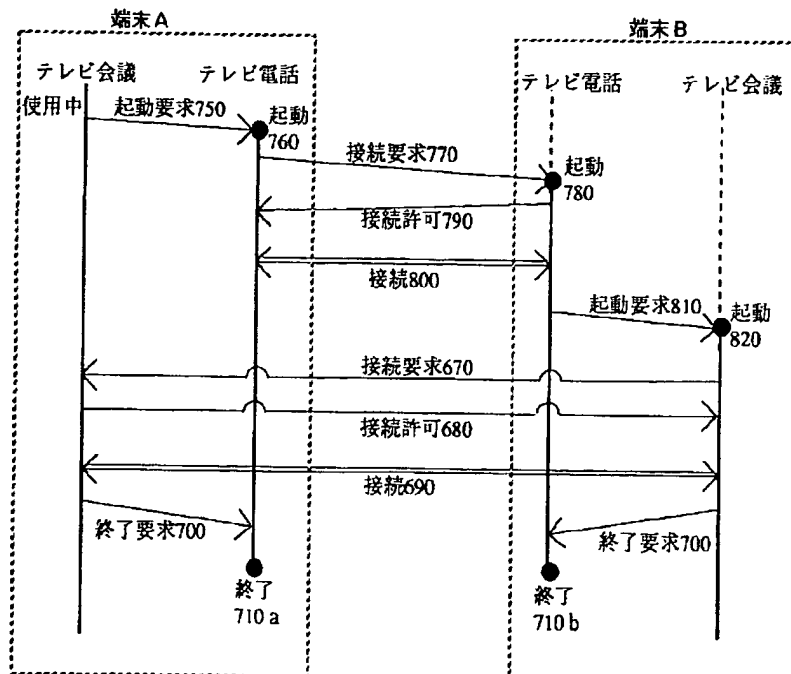 端末A
端末B
テレビ会議
テレビ電話
テレビ電話
テレビ会議
使用中
起動要求750
起動
760
接続要求770
起動
780
接続許可790
接続800
起動要求810
起動
820
接続要求670
接続許可680
接続690
終了要求700
終了要求700
終了
710a
終了
710b